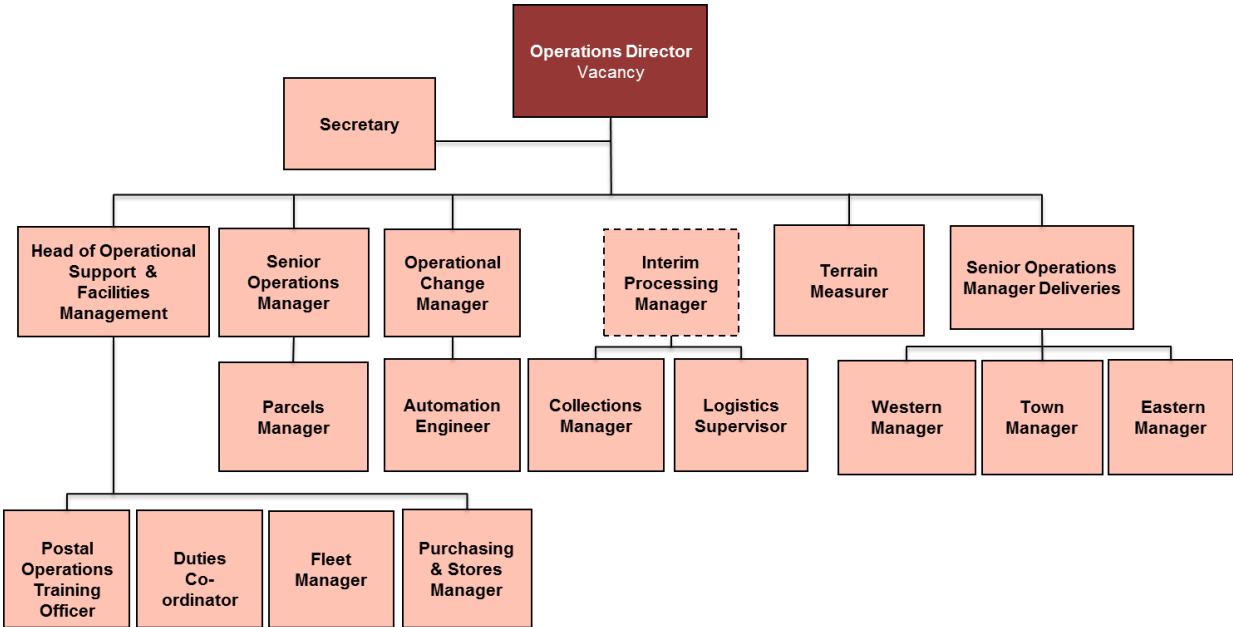 Operations Director
Vacancy
Secretary
Head of Operational
Support &
Facilities
Management
Senior
Operations
Manager
Operational
Change
Manager
Interim
Processing
Manager
Terrain
Measurer
Senior Operations
Manager Deliveries
Parcels
Manager
Automation
Engineer
Collections
Manager
Logistics
Supervisor
Western
Manager
Town
Manager
Eastern
Manager
Postal
Operations
Training
Officer
Duties
Co-
ordinator
Fleet
Manager
Purchasing
& Stores
Manager